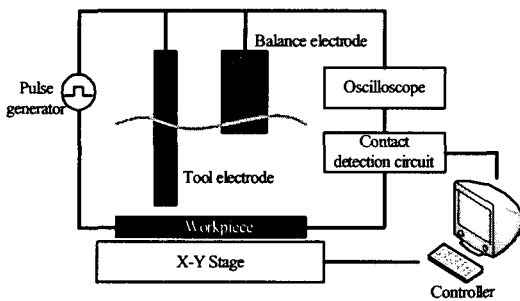 Balance electrode
Pulse
generator
Oscilloscope
Contact
detection circuit
Tool electrode
Workpiece
X-Y Stage
Controller